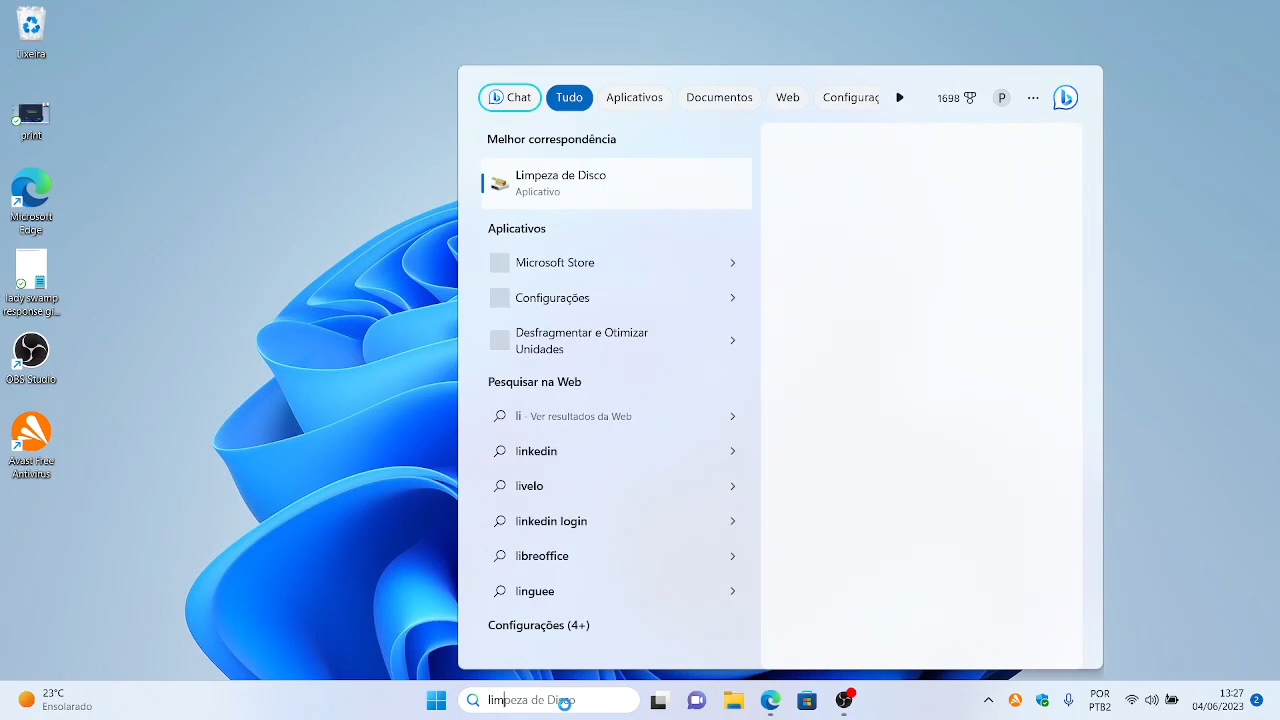 Lixeira
print
Microsoft
Edge
lady swamp
response gi...
OBS Studio
Avast Free
Antivirus
Chat
Tudo
Aplicativos
Documentos
Web
Configuraç
1698
P
...
Melhor correspondência
Limpeza de Disco
Aplicativo
Aplicativos
Microsoft Store
Configurações
Desfragmentar e Otimizar
Unidades
Pesquisar na Web
li - Ver resultados da Web
linkedin
livelo
linkedin login
libreoffice
linguee
Configurações (4+)
23°C
Ensolarado
limpeza de Disco
POR
PTB2
13:27
04/06/2023
2